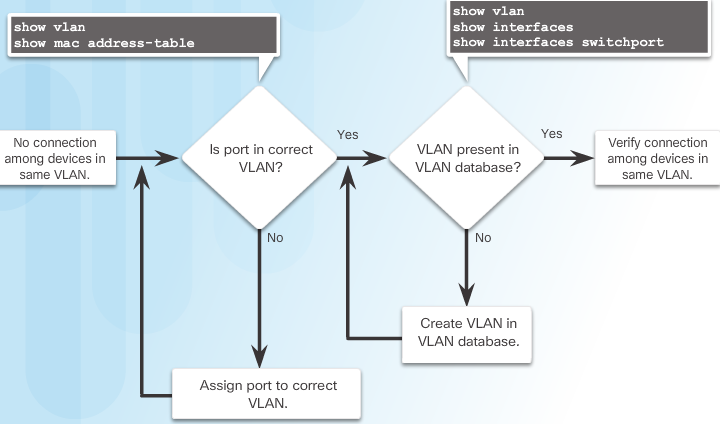 show vlan
show mac address-table
show vlan
show interfaces
show interfaces switchport
No connection
among devices in
same VLAN.
Is port in correct
VLAN?
Yes
VLAN present in
VLAN database?
Yes
Verify connection
among devices in
same VLAN.
No
No
Create VLAN in
VLAN database.
Assign port to correct
VLAN.